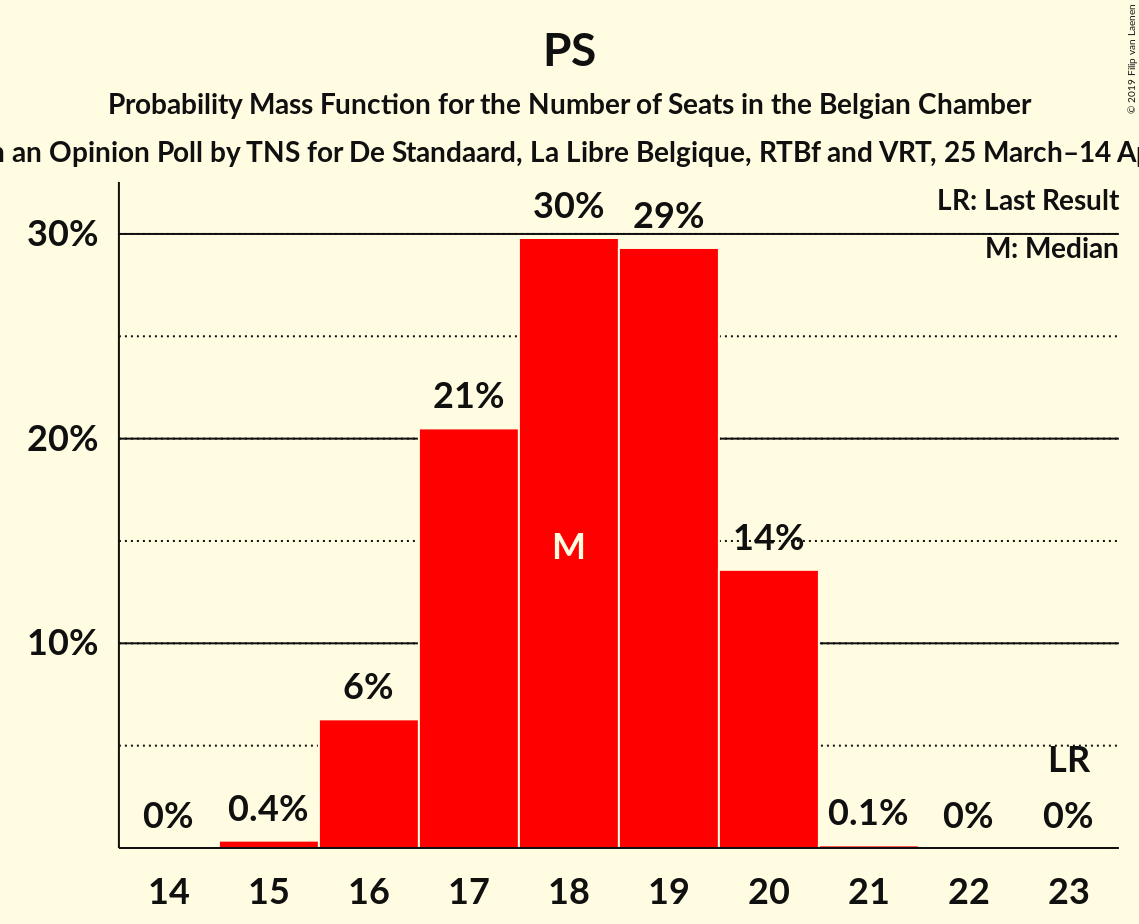 PS
Probability Mass Function for the Number of Seats in the Belgian Chamber
an Opinion Poll by TNS for De Standaard, La Libre Belgique, RTBf and VRT, 25 March–14
© 2019 Filip van Laenen
LR: Last Result
M: Median
30%
20%
10%
0%
0.4%
6%
21%
30%
29%
14%
0.1%
0%
0%
M
LR
14 15 16 17 18 19 20 21 22 23